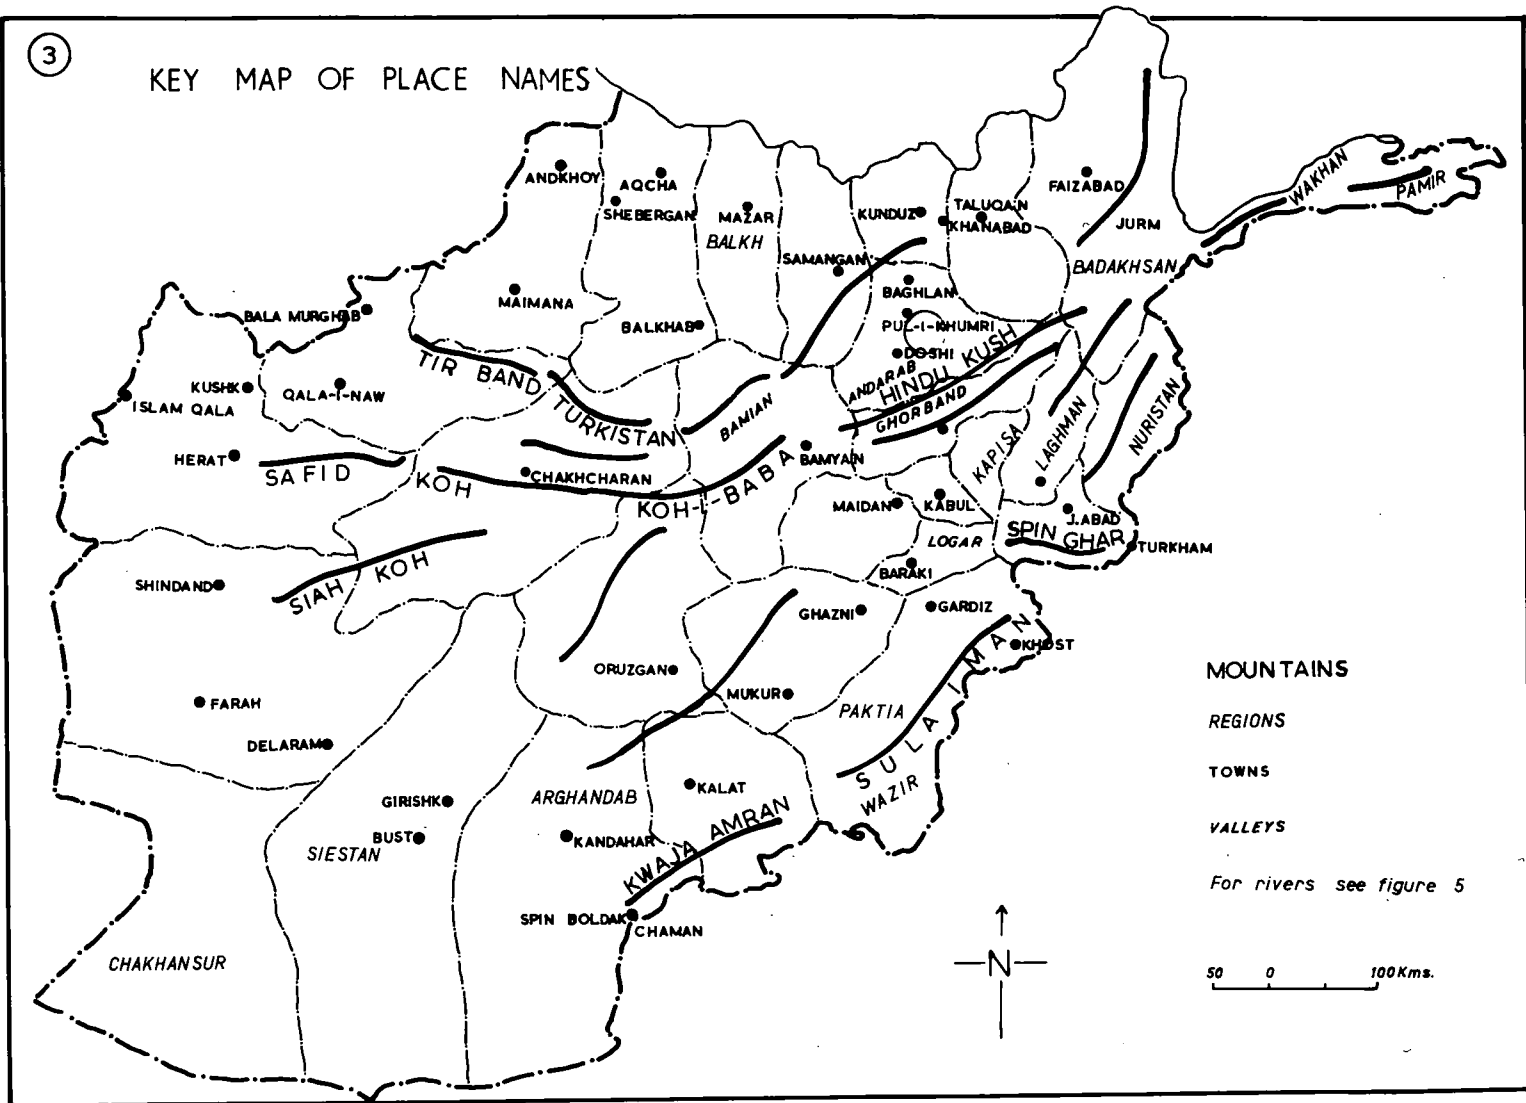 3
KEY MAP OF PLACE NAMES
ANDKHOY
AQCHA
SHEBERGAN
MAZAR
BALKH
SAMANGAN
KUNDUZ
TALUQAN
KHANABAD
FAIZABAD
JURM
BADAKHSAN
WAKHAN
PAMIR
MAIMANA
BALA MURGHAB
BALKHAB
BAGHLAN
PUL-I-KHUMRI
DOSHI
ANDARAB
HINDU KUSH
GHORBAND
TIR BAND TURKISTAN
KUSHK
ISLAM QALA
QALA-I-NAW
BAMIAN
KAPISA
LAGHMAN
NURISTAN
HERAT
SAFID KOH
CHAKHCHARAN
KOH-I-BABA
BAMYAN
MAIDAN
KABUL
LOGAR
J.ABAD
SPIN GHAR
TURKHAM
SIAH KOH
SHINDAND
BARAKI
GHAZNI
GARDIZ
KHOST
ORUZGAN
MUKUR
PAKTIA
SULAIMAN
WAZIR
FARAH
DELARAM
GIRISHK
BUST
SIESTAN
ARGHANDAB
KANDAHAR
KALAT
KWAJA AMRAN
SPIN BOLDAK
CHAMAN
CHAKHANSUR
MOUNTAINS
REGIONS
TOWNS
VALLEYS
For rivers see figure 5
N
50 0 100Kms.